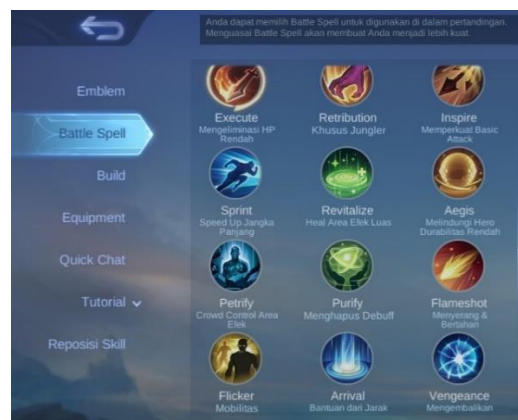 Anda dapat memilih Battle Spell untuk digunakan di dalam pertandingan.
Menguasai Battle Spell akan membuat Anda menjadi lebih kuat.
Emblem
Battle Spell
Build
Equipment
Quick Chat
Tutorial
Reposisi Skill
Execute
Mengeliminasi HP
Rendah
Retribution
Khusus Jungler
Inspire
Memperkuat Basic
Attack
Sprint
Speed Up Jangka
Panjang
Revitalize
Heal Area Efek Luas
Aegis
Melindungi Hero
Durabilitas Rendah
Petrify
Crowd Control Area
Efek
Purify
Menghapus Debuff
Flameshot
Menyerang &
Bertahan
Flicker
Mobilitas
Arrival
Bantuan dari Jarak
Vengeance
Mengembalikan